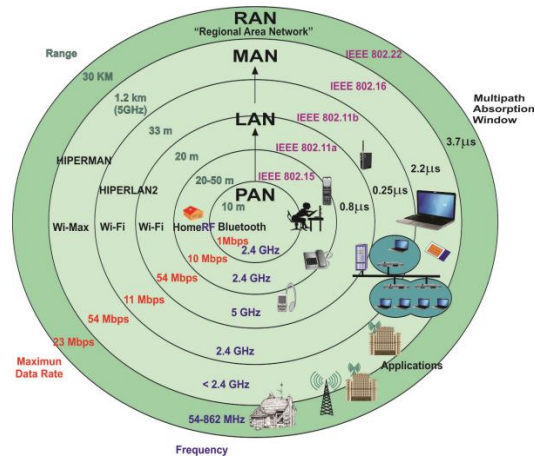 RAN
“Regional Area Network”
MAN
Range
30 KM
1.2 km
(5GHz)
33 m
20 m
20-50 m
10 m
LAN
PAN
IEEE 802.22
IEEE 802.16
IEEE 802.11b
IEEE 802.11a
IEEE 802.15
Multipath
Absorption
Window
3.7µs
2.2µs
0.25µs
0.8µs
HIPERMAN
HIPERLAN2
Wi-Max
Wi-Fi
Wi-Fi
HomeRF
Bluetooth
1Mbps
10 Mbps
54 Mbps
11 Mbps
54 Mbps
23 Mbps
Maximun
Data Rate
2.4 GHz
2.4 GHz
5 GHz
2.4 GHz
< 2.4 GHz
54-862 MHz
Frequency
Applications